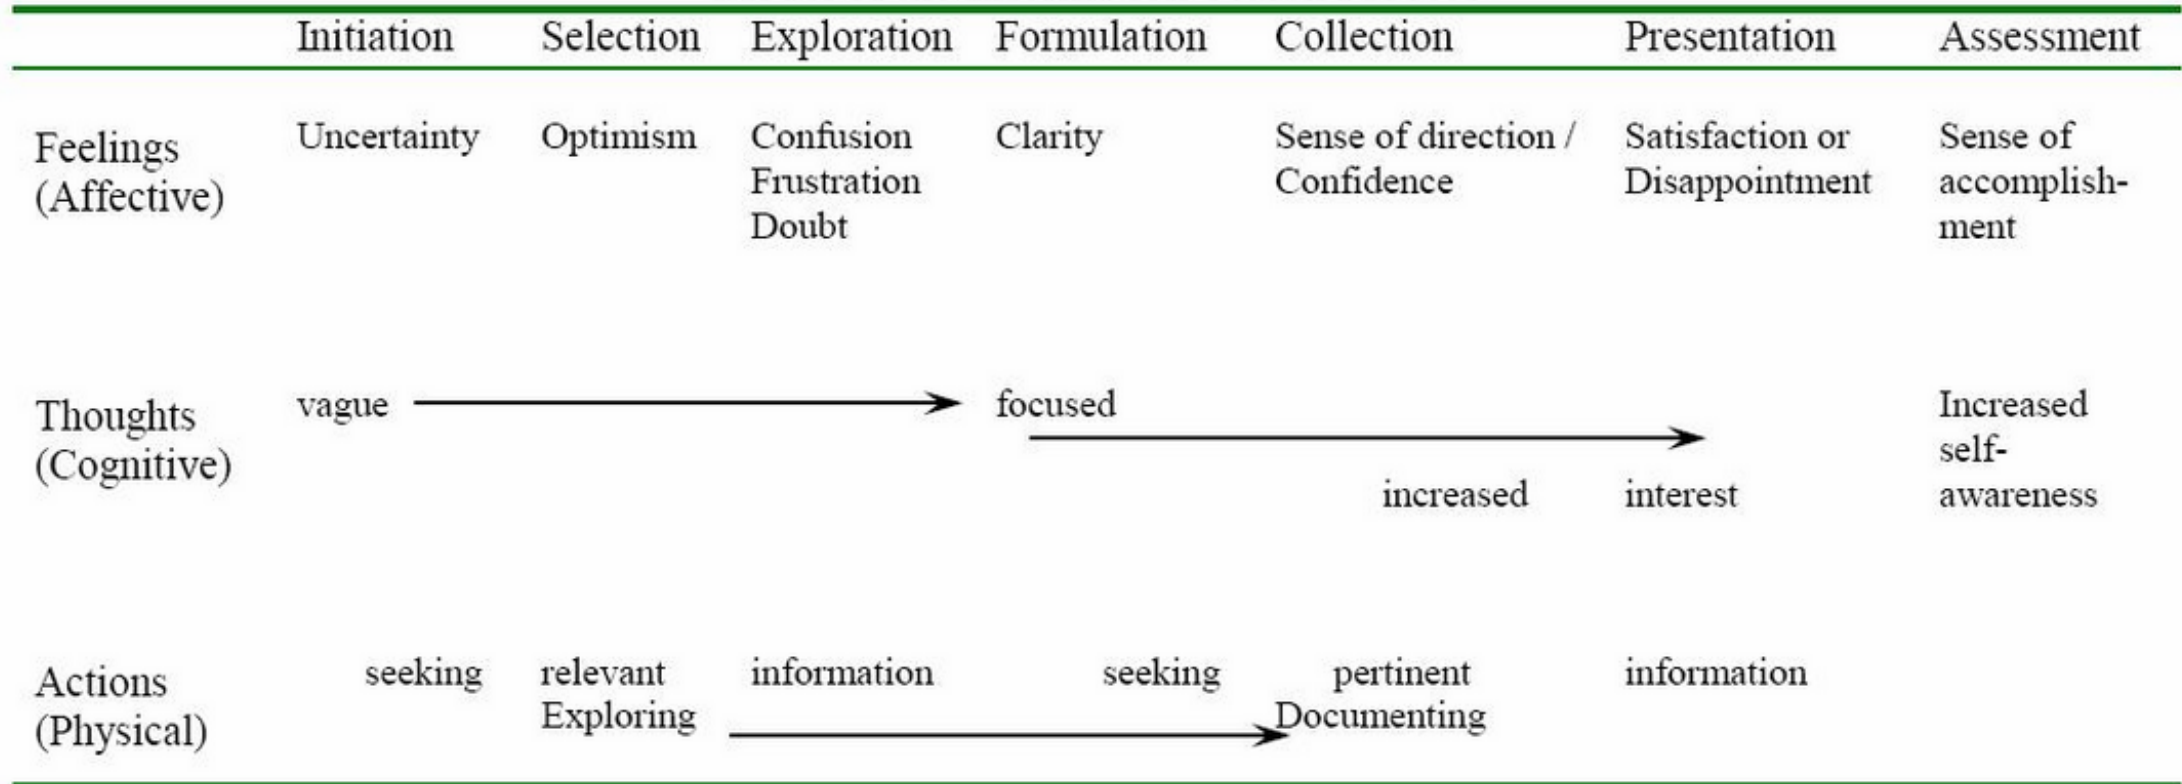 Initiation Selection Exploration Formulation Collection Presentation Assessment
Feelings (Affective) Uncertainty Optimism Confusion Frustration Doubt Clarity Sense of direction / Confidence Satisfaction or Disappointment Sense of accomplish- ment
Thoughts (Cognitive) vague focused increased interest Increased self- awareness
Actions (Physical) seeking relevant information seeking pertinent information
Exploring Documenting